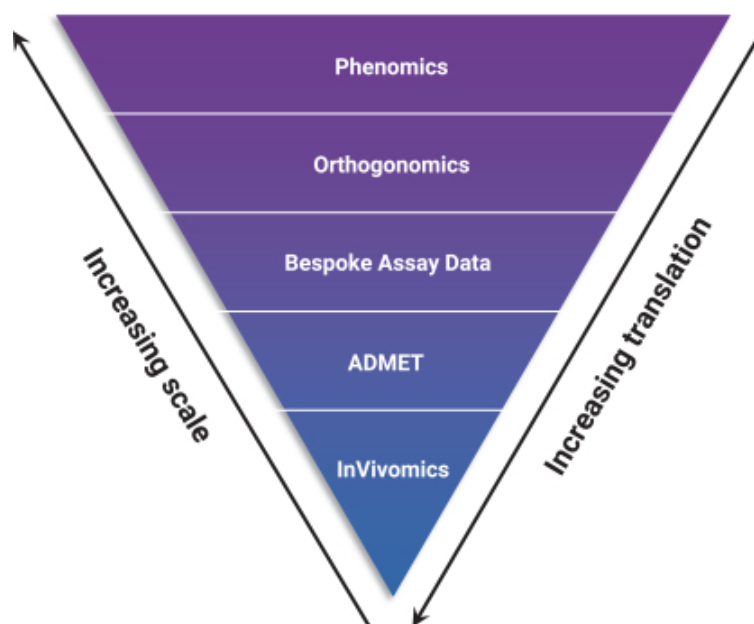 Phenomics
Orthogonomics
Bespoke Assay Data
ADMET
InVivomics
Increasing scale
Increasing translation